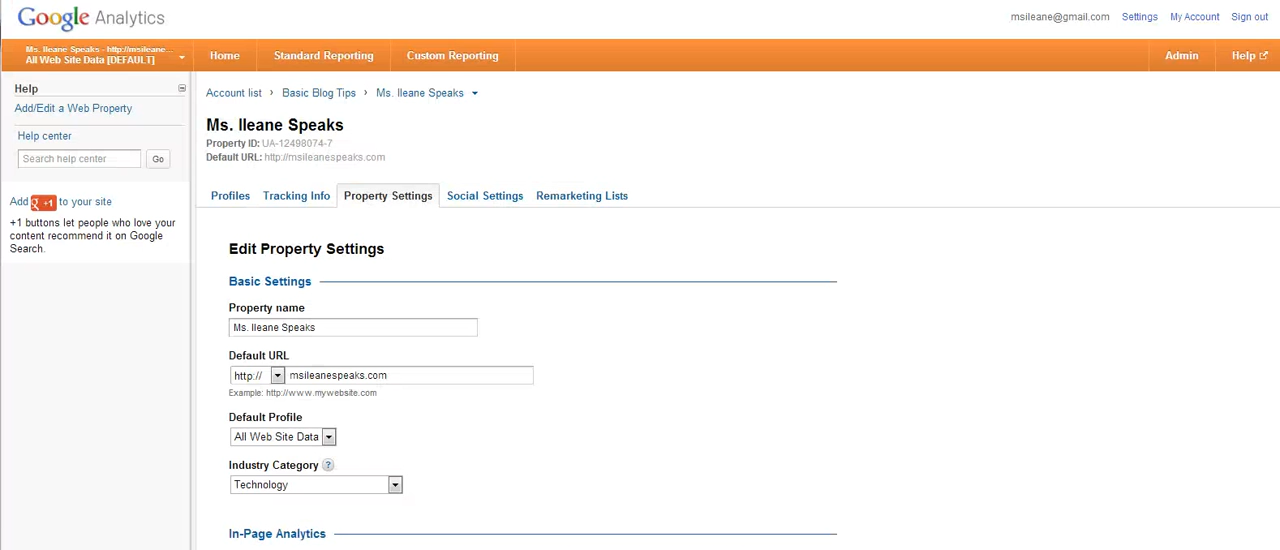 Google Analytics
msileane@gmail.com Settings My Account Sign out
Ms. Ileane Speaks - http://msileane...
All Web Site Data [DEFAULT]
Home Standard Reporting Custom Reporting Admin Help
Help
Add/Edit a Web Property
Help center
Search help center Go
Add g +1 to your site
+1 buttons let people who love your
content recommend it on Google
Search.
Account list › Basic Blog Tips › Ms. Ileane Speaks
Ms. Ileane Speaks
Property ID: UA-12498074-7
Default URL: http://msileanespeaks.com
Profiles Tracking Info Property Settings Social Settings Remarketing Lists
Edit Property Settings
Basic Settings
Property name
Ms. Ileane Speaks
Default URL
http:// msileanespeaks.com
Example: http://www.mywebsite.com
Default Profile
All Web Site Data
Industry Category ?
Technology
In-Page Analytics